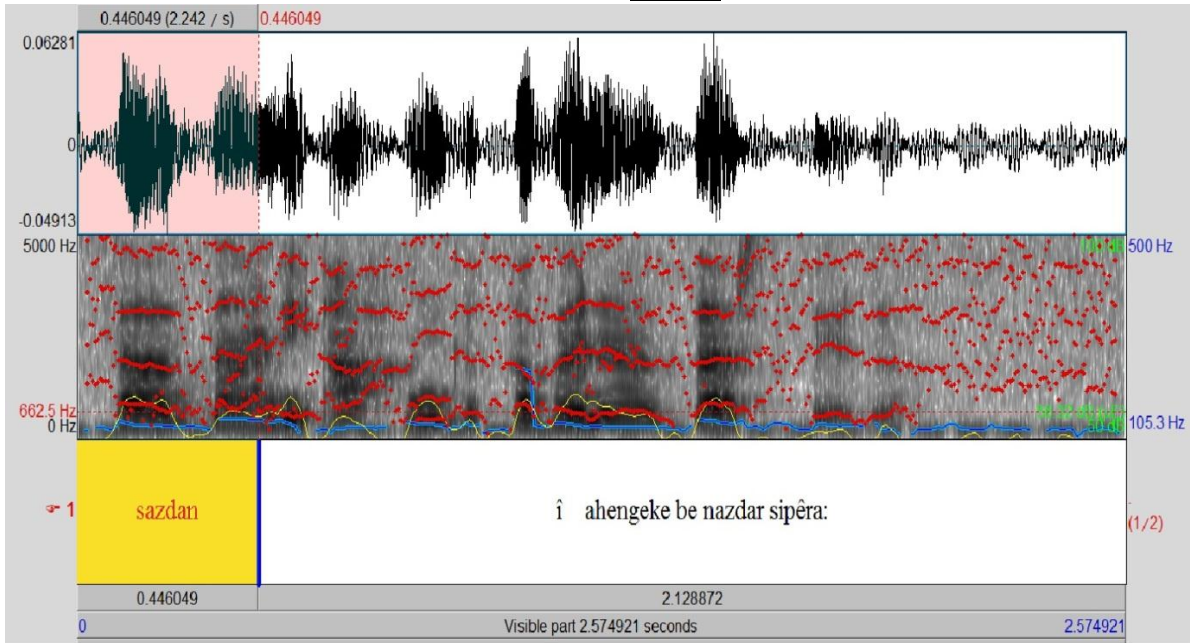 0.446049 (2.242 / s) 0.446049
0.06281
0
-0.04913
5000 Hz 500 Hz
662.5 Hz
0 Hz 105.3 Hz
1 sazdan î ahengeke be nazdar sipêra: (1/2)
0.446049 2.128872
0 Visible part 2.574921 seconds 2.574921